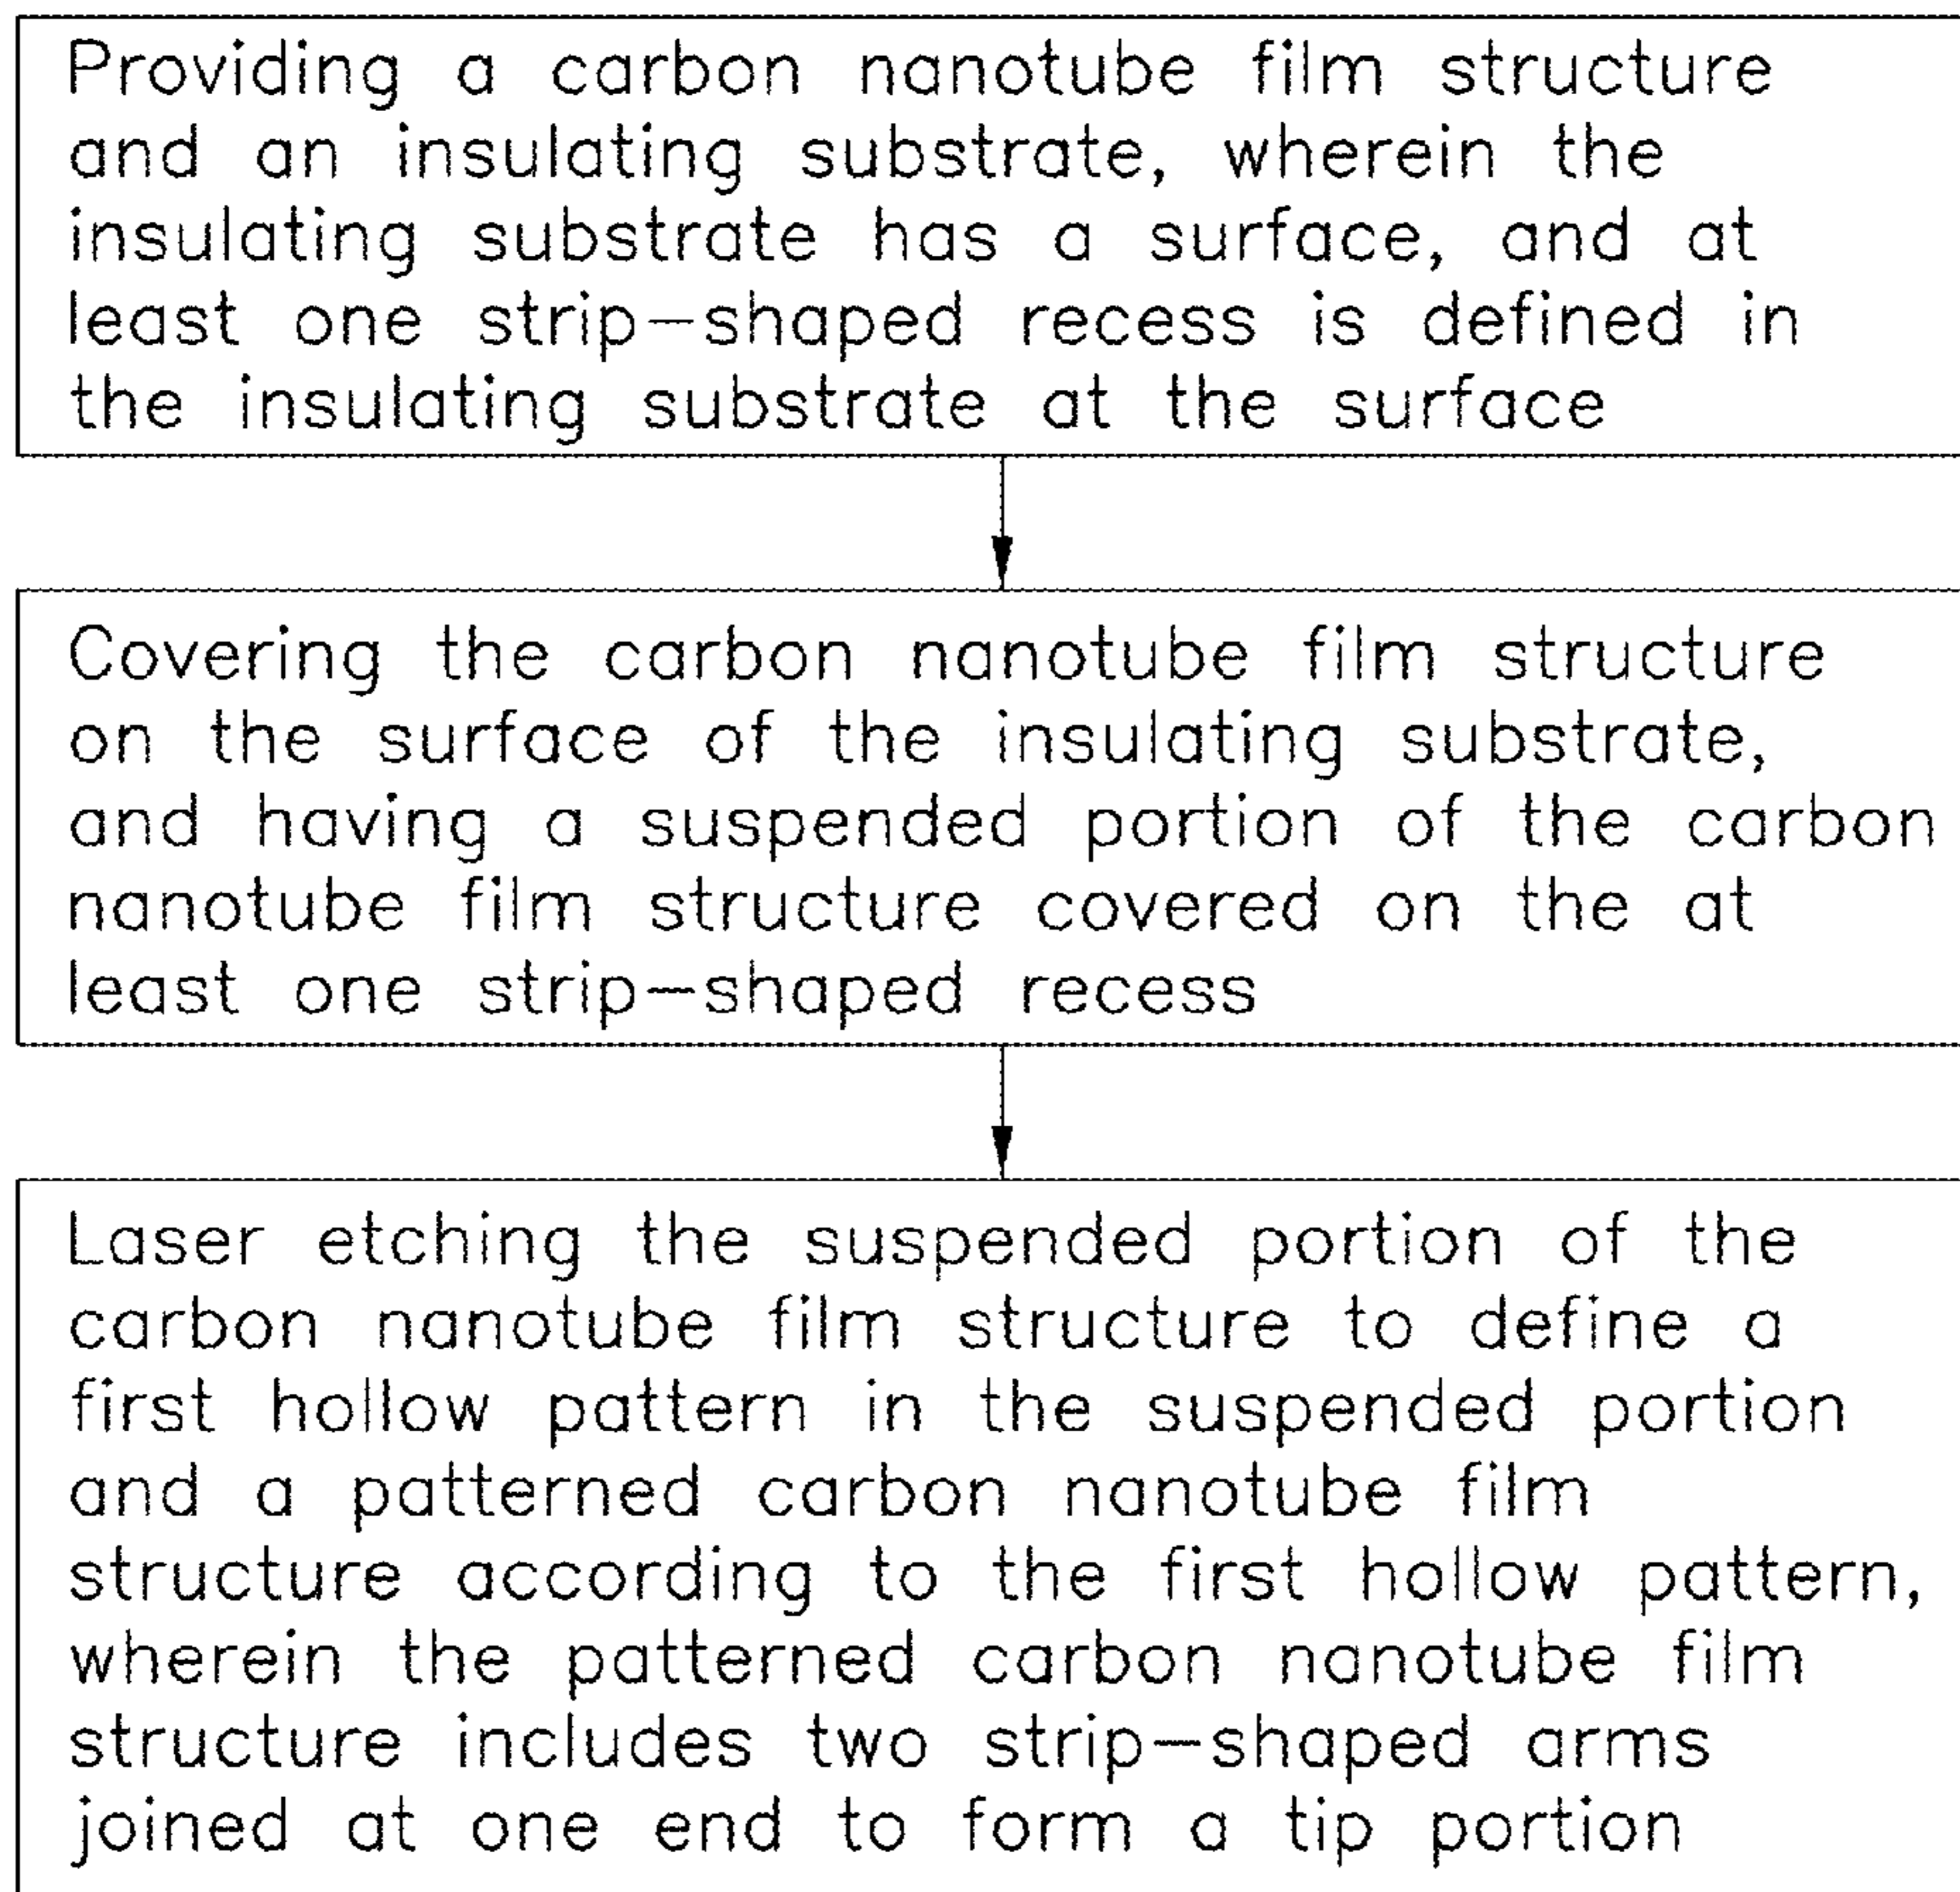 Providing a carbon nanotube film structure
and an insulating substrate, wherein the
insulating substrate has a surface, and at
least one strip-shaped recess is defined in
the insulating substrate at the surface
Covering the carbon nanotube film structure
on the surface of the insulating substrate,
and having a suspended portion of the carbon
nanotube film structure covered on the at
least one strip-shaped recess
Laser etching the suspended portion of the
carbon nanotube film structure to define a
first hollow pattern in the suspended portion
and a patterned carbon nanotube film
structure according to the first hollow pattern,
wherein the patterned carbon nanotube film
structure includes two strip-shaped arms
joined at one end to form a tip portion